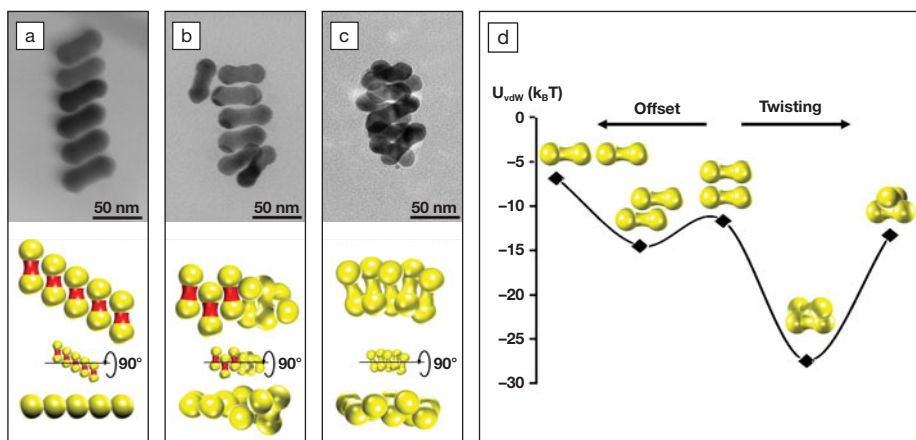 a
50 nm
90°
b
50 nm
90°
c
50 nm
90°
d
UvdW (kBT)
0
–5
–10
–15
–20
–25
–30
Offset
Twisting